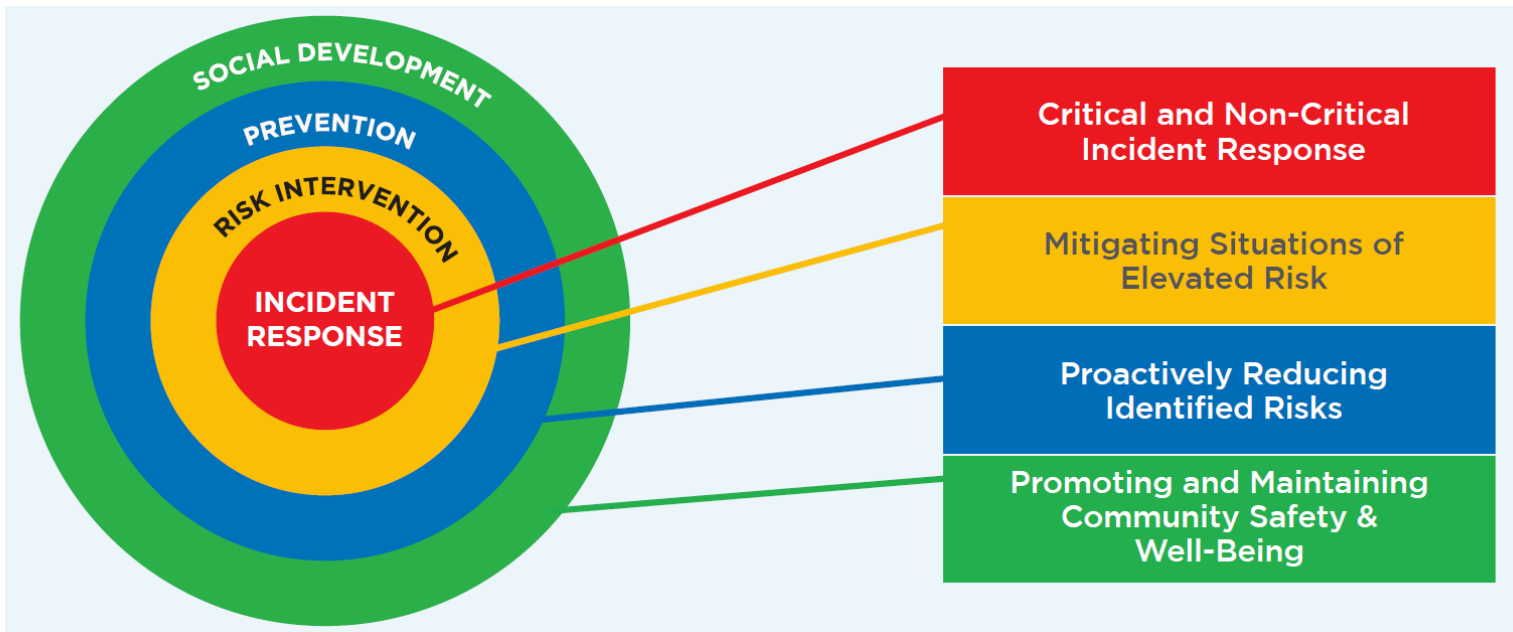 SOCIAL DEVELOPMENT
PREVENTION
RISK INTERVENTION
INCIDENT
RESPONSE
Critical and Non-Critical
Incident Response
Mitigating Situations of
Elevated Risk
Proactively Reducing
Identified Risks
Promoting and Maintaining
Community Safety &
Well-Being